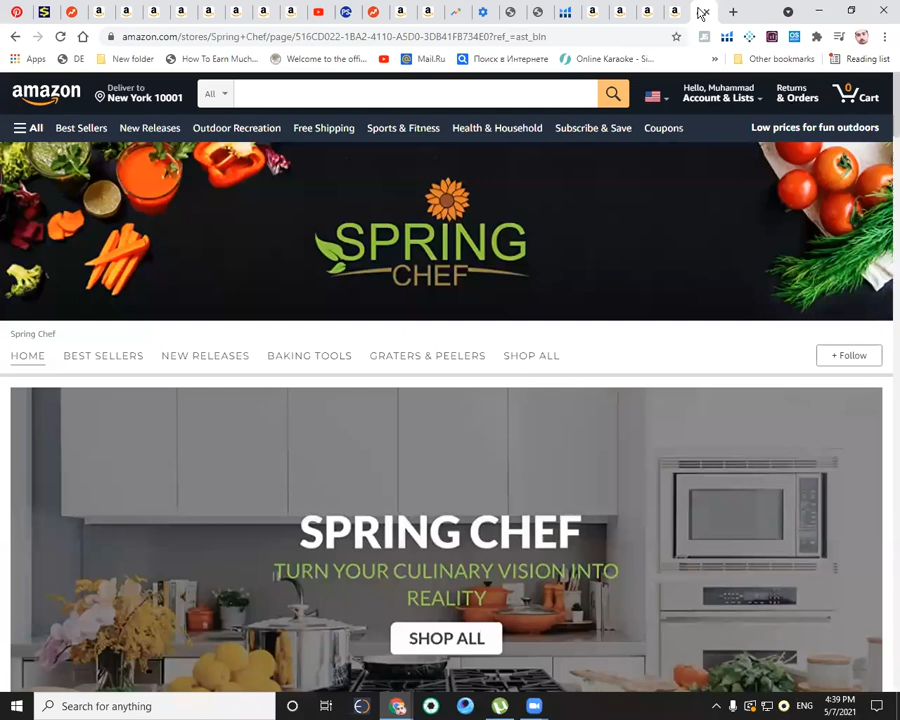 amazon.com/stores/Spring+Chef/page/516CD022-1BA2-4110-A5D0-3DB41FB734E0?ref_=ast_bln
Apps
DE
New folder
How To Earn Much...
Welcome to the offi...
Mail.Ru
Поиск в Интернете
Online Karaoke - Si...
»
Other bookmarks
Reading list
amazon
Deliver to
New York 10001
All
Hello, Muhammad
Account & Lists
Returns
& Orders
0
Cart
All
Best Sellers
New Releases
Outdoor Recreation
Free Shipping
Sports & Fitness
Health & Household
Subscribe & Save
Coupons
Low prices for fun outdoors
SPRING
CHEF
Spring Chef
HOME
BEST SELLERS
NEW RELEASES
BAKING TOOLS
GRATERS & PEELERS
SHOP ALL
+ Follow
SPRING CHEF
TURN YOUR CULINARY VISION INTO
REALITY
SHOP ALL
Search for anything
ENG
4:39 PM
5/7/2021